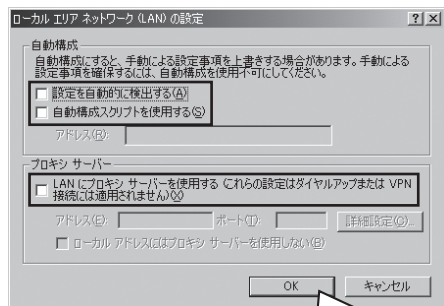 ローカル エリア ネットワーク (LAN) の設定
自動構成
自動構成にすると、手動による設定事項を上書きする場合があります。手動による
設定事項を確保するには、自動構成を使用不可にしてください。
設定を自動的に検出する(A)
自動構成スクリプトを使用する(S)
アドレス(R):
プロキシ サーバー
LAN にプロキシ サーバーを使用する (これらの設定はダイヤルアップまたは VPN
接続には適用されません)(X)
アドレス(E): ポート(T): 詳細設定(C)...
ローカル アドレスにはプロキシ サーバーを使用しない(B)
OK キャンセル